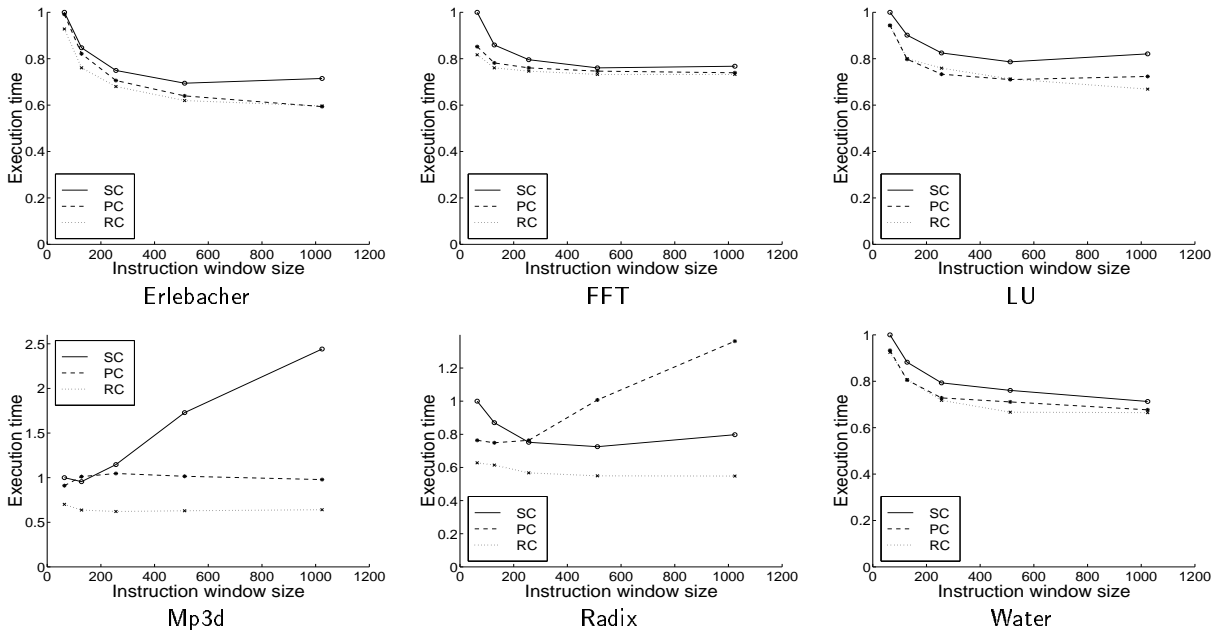 Execution time
1
0.8
0.6
0.4
0.2
0
SC
PC
RC
0 200 400 600 800 1000 1200
Instruction window size
Erlebacher
Execution time
1
0.8
0.6
0.4
0.2
0
SC
PC
RC
0 200 400 600 800 1000 1200
Instruction window size
FFT
Execution time
1
0.8
0.6
0.4
0.2
0
SC
PC
RC
0 200 400 600 800 1000 1200
Instruction window size
LU
Execution time
2.5
2
1.5
1
0.5
0
SC
PC
RC
0 200 400 600 800 1000 1200
Instruction window size
Mp3d
Execution time
1.2
1
0.8
0.6
0.4
0.2
0
SC
PC
RC
0 200 400 600 800 1000 1200
Instruction window size
Radix
Execution time
1
0.8
0.6
0.4
0.2
0
SC
PC
RC
0 200 400 600 800 1000 1200
Instruction window size
Water